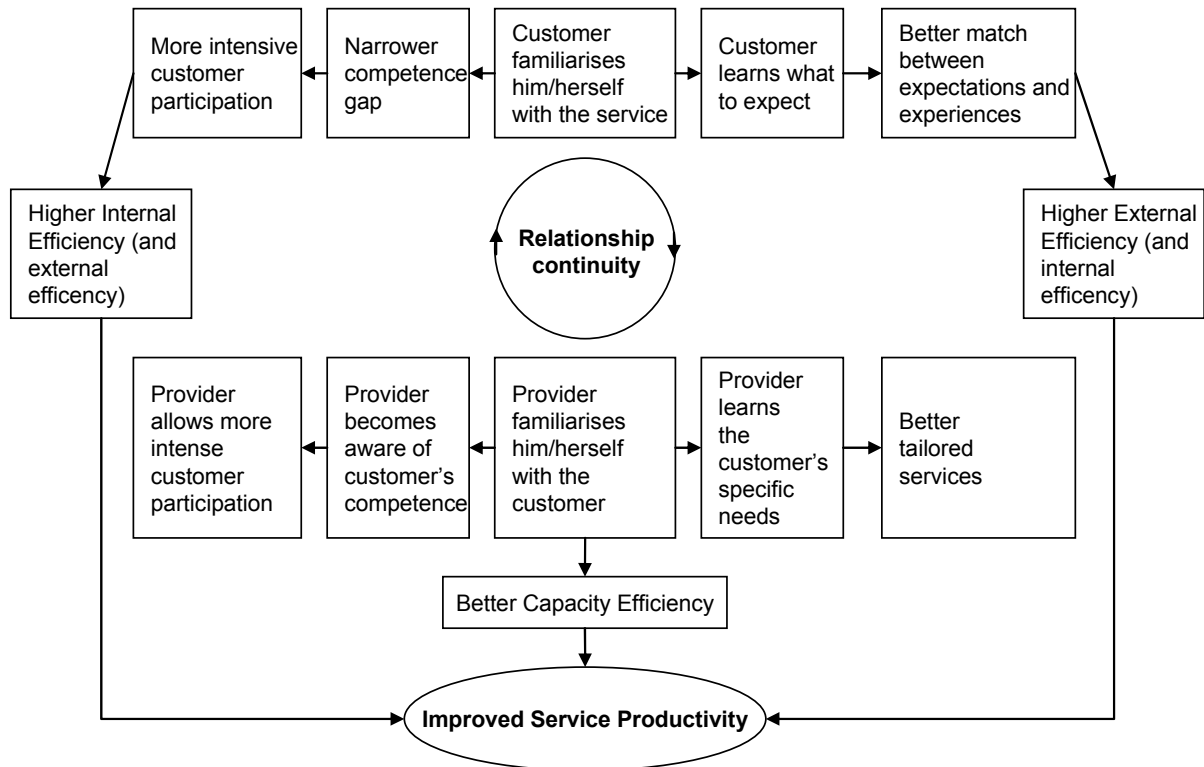 More intensive
customer
participation
Narrower
competence
gap
Customer
familiarises
him/herself
with the service
Customer
learns what
to expect
Better match
between
expectations and
experiences
Higher Internal
Efficiency (and
external
efficency)
Relationship
continuity
Higher External
Efficiency (and
internal
efficency)
Provider
allows more
intense
customer
participation
Provider
becomes
aware of
customer's
competence
Provider
familiarises
him/herself
with the
customer
Provider
learns
the
customer's
specific
needs
Better
tailored
services
Better Capacity Efficiency
Improved Service Productivity